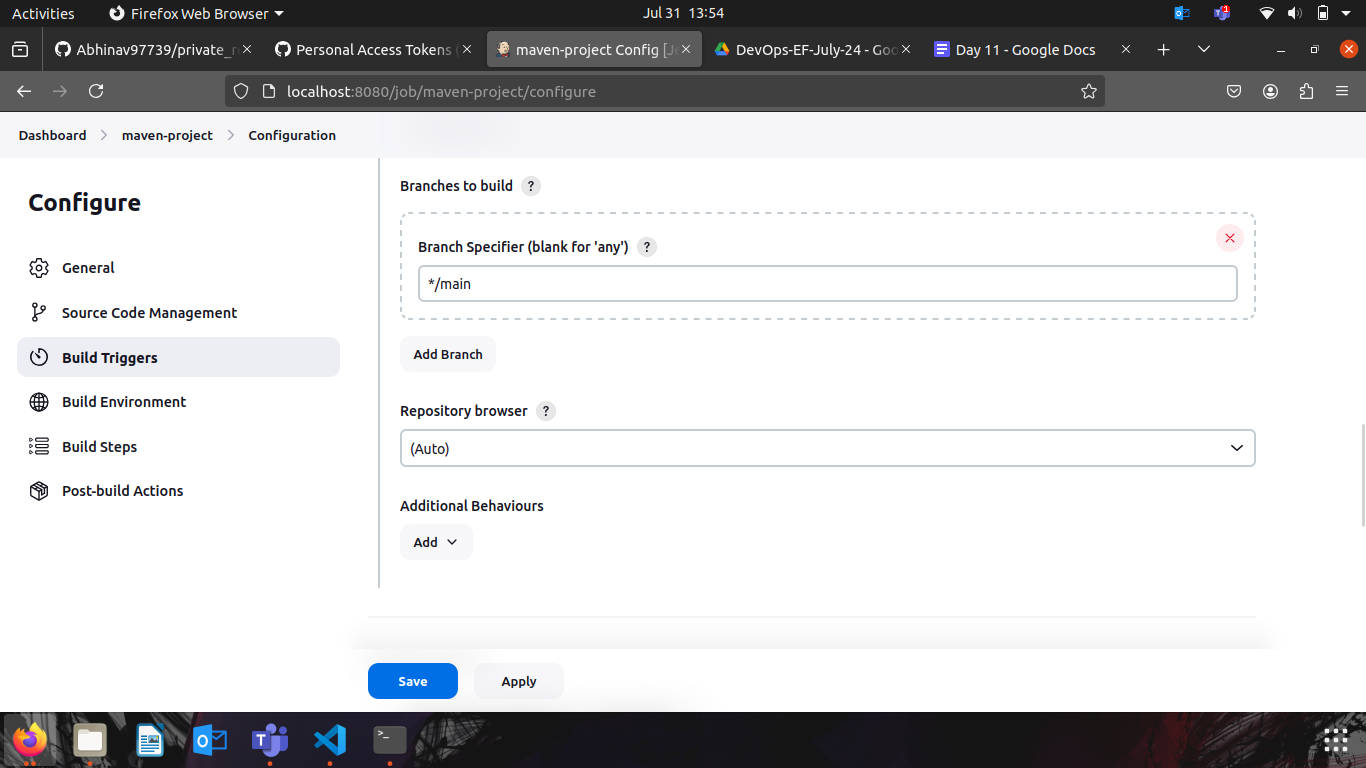 Activities Firefox Web Browser Jul 31 13:54 1
Abhinav97739/private_r Personal Access Tokens ( maven-project Config [Je DevOps-EF-July-24 - Goo Day 11 - Google Docs
localhost:8080/job/maven-project/configure
Dashboard maven-project Configuration
Configure
General
Source Code Management
Build Triggers
Build Environment
Build Steps
Post-build Actions
Branches to build ?
Branch Specifier (blank for 'any') ?
*/main
Add Branch
Repository browser ?
(Auto)
Additional Behaviours
Add
Save Apply